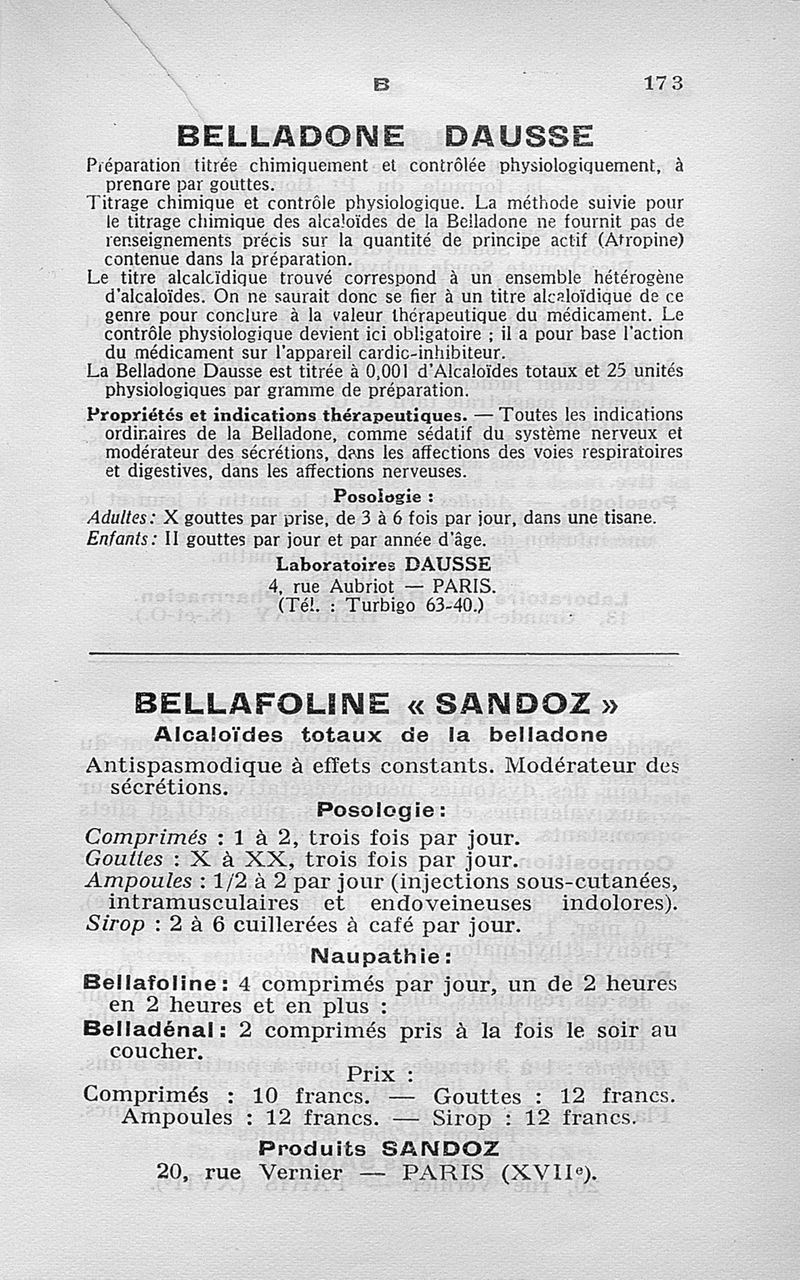 B 173
BELLADONE DAUSSE
Préparation titrée chimiquement et contrôlée physiologiquement, à
prendre par gouttes.
Titrage chimique et contrôle physiologique. La méthode suivie pour
le titrage chimique des alcaloïdes de la Belladone ne fournit pas de
renseignements précis sur la quantité de principe actif (Atropine)
contenue dans la préparation.
Le titre alcaloïdique trouvé correspond à un ensemble hétérogène
d'alcaloïdes. On ne saurait donc se fier à un titre alcaloïdique de ce
genre pour conclure à la valeur thérapeutique du médicament. Le
contrôle physiologique devient ici obligatoire ; il a pour base l'action
du médicament sur l'appareil cardio-inhibiteur.
La Belladone Dausse est titrée à 0,001 d'Alcaloïdes totaux et 25 unités
physiologiques par gramme de préparation.
Propriétés et indications thérapeutiques. — Toutes les indications
ordinaires de la Belladone, comme sédatif du système nerveux et
modérateur des sécrétions, dans les affections des voies respiratoires
et digestives, dans les affections nerveuses.
Posologie :
Adultes : X gouttes par prise, de 3 à 6 fois par jour, dans une tisane.
Enfants : II gouttes par jour et par année d'âge.
Laboratoires DAUSSE
4, rue Aubriot — PARIS.
(Tél. : Turbigo 63-40.)
BELLAFOLINE « SANDOZ »
Alcaloïdes totaux de la belladone
Antispasmodique à effets constants. Modérateur des
sécrétions.
Posologie :
Comprimés : 1 à 2, trois fois par jour.
Gouttes : X à XX, trois fois par jour.
Ampoules : 1/2 à 2 par jour (injections sous-cutanées,
intramusculaires et endoveineuses indolores).
Sirop : 2 à 6 cuillerées à café par jour.
Naupathie :
Bellafoline : 4 comprimés par jour, un de 2 heures
en 2 heures et en plus :
Belladénal : 2 comprimés pris à la fois le soir au
coucher.
Prix :
Comprimés : 10 francs. — Gouttes : 12 francs.
Ampoules : 12 francs. — Sirop : 12 francs.
Produits SANDOZ
20, rue Vernier — PARIS (XVIIe).